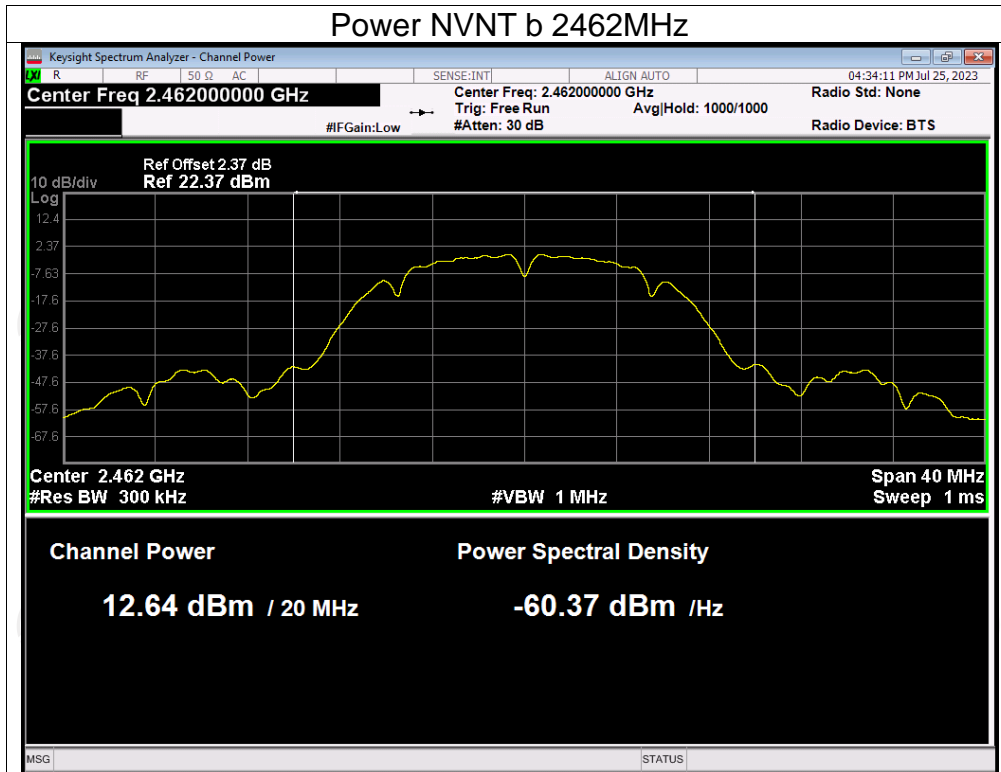 Power NVNT b 2462MHz
Keysight Spectrum Analyzer - Channel Power
LXI R RF 50 Ω AC SENSE:INT ALIGN AUTO 04:34:11 PM Jul 25, 2023
Center Freq 2.462000000 GHz Center Freq: 2.462000000 GHz Radio Std: None
Trig: Free Run Avg|Hold: 1000/1000
#IFGain:Low #Atten: 30 dB Radio Device: BTS
Ref Offset 2.37 dB
10 dB/div Ref 22.37 dBm
Log
12.4
2.37
-7.63
-17.6
-27.6
-37.6
-47.6
-57.6
-67.6
Center 2.462 GHz Span 40 MHz
#Res BW 300 kHz #VBW 1 MHz Sweep 1 ms
Channel Power Power Spectral Density
12.64 dBm / 20 MHz -60.37 dBm /Hz
MSG STATUS